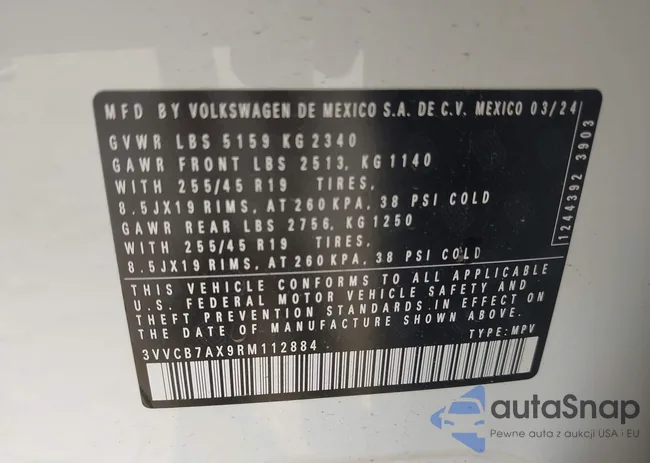 MFD BY VOLKSWAGEN DE MEXICO S.A. DE C.V. MEXICO 03/24
GVWR LBS 5159 KG 2340
GAWR FRONT LBS 2513, KG 1140
WITH 255/45 R19 TIRES,
8.5JX19 RIMS, AT 260 KPA, 38 PSI COLD
GAWR REAR LBS 2756, KG 1250
WITH 255/45 R19 TIRES,
8.5JX19 RIMS, AT 260 KPA, 38 PSI COLD
THIS VEHICLE CONFORMS TO ALL APPLICABLE
U.S. FEDERAL MOTOR VEHICLE SAFETY AND
THEFT PREVENTION STANDARDS IN EFFECT ON
THE DATE OF MANUFACTURE SHOWN ABOVE.
3VVCB7AX9RM112884 TYPE: MPV
1244392 3903
autaSnap
Pewne auta z aukcji USA i EU